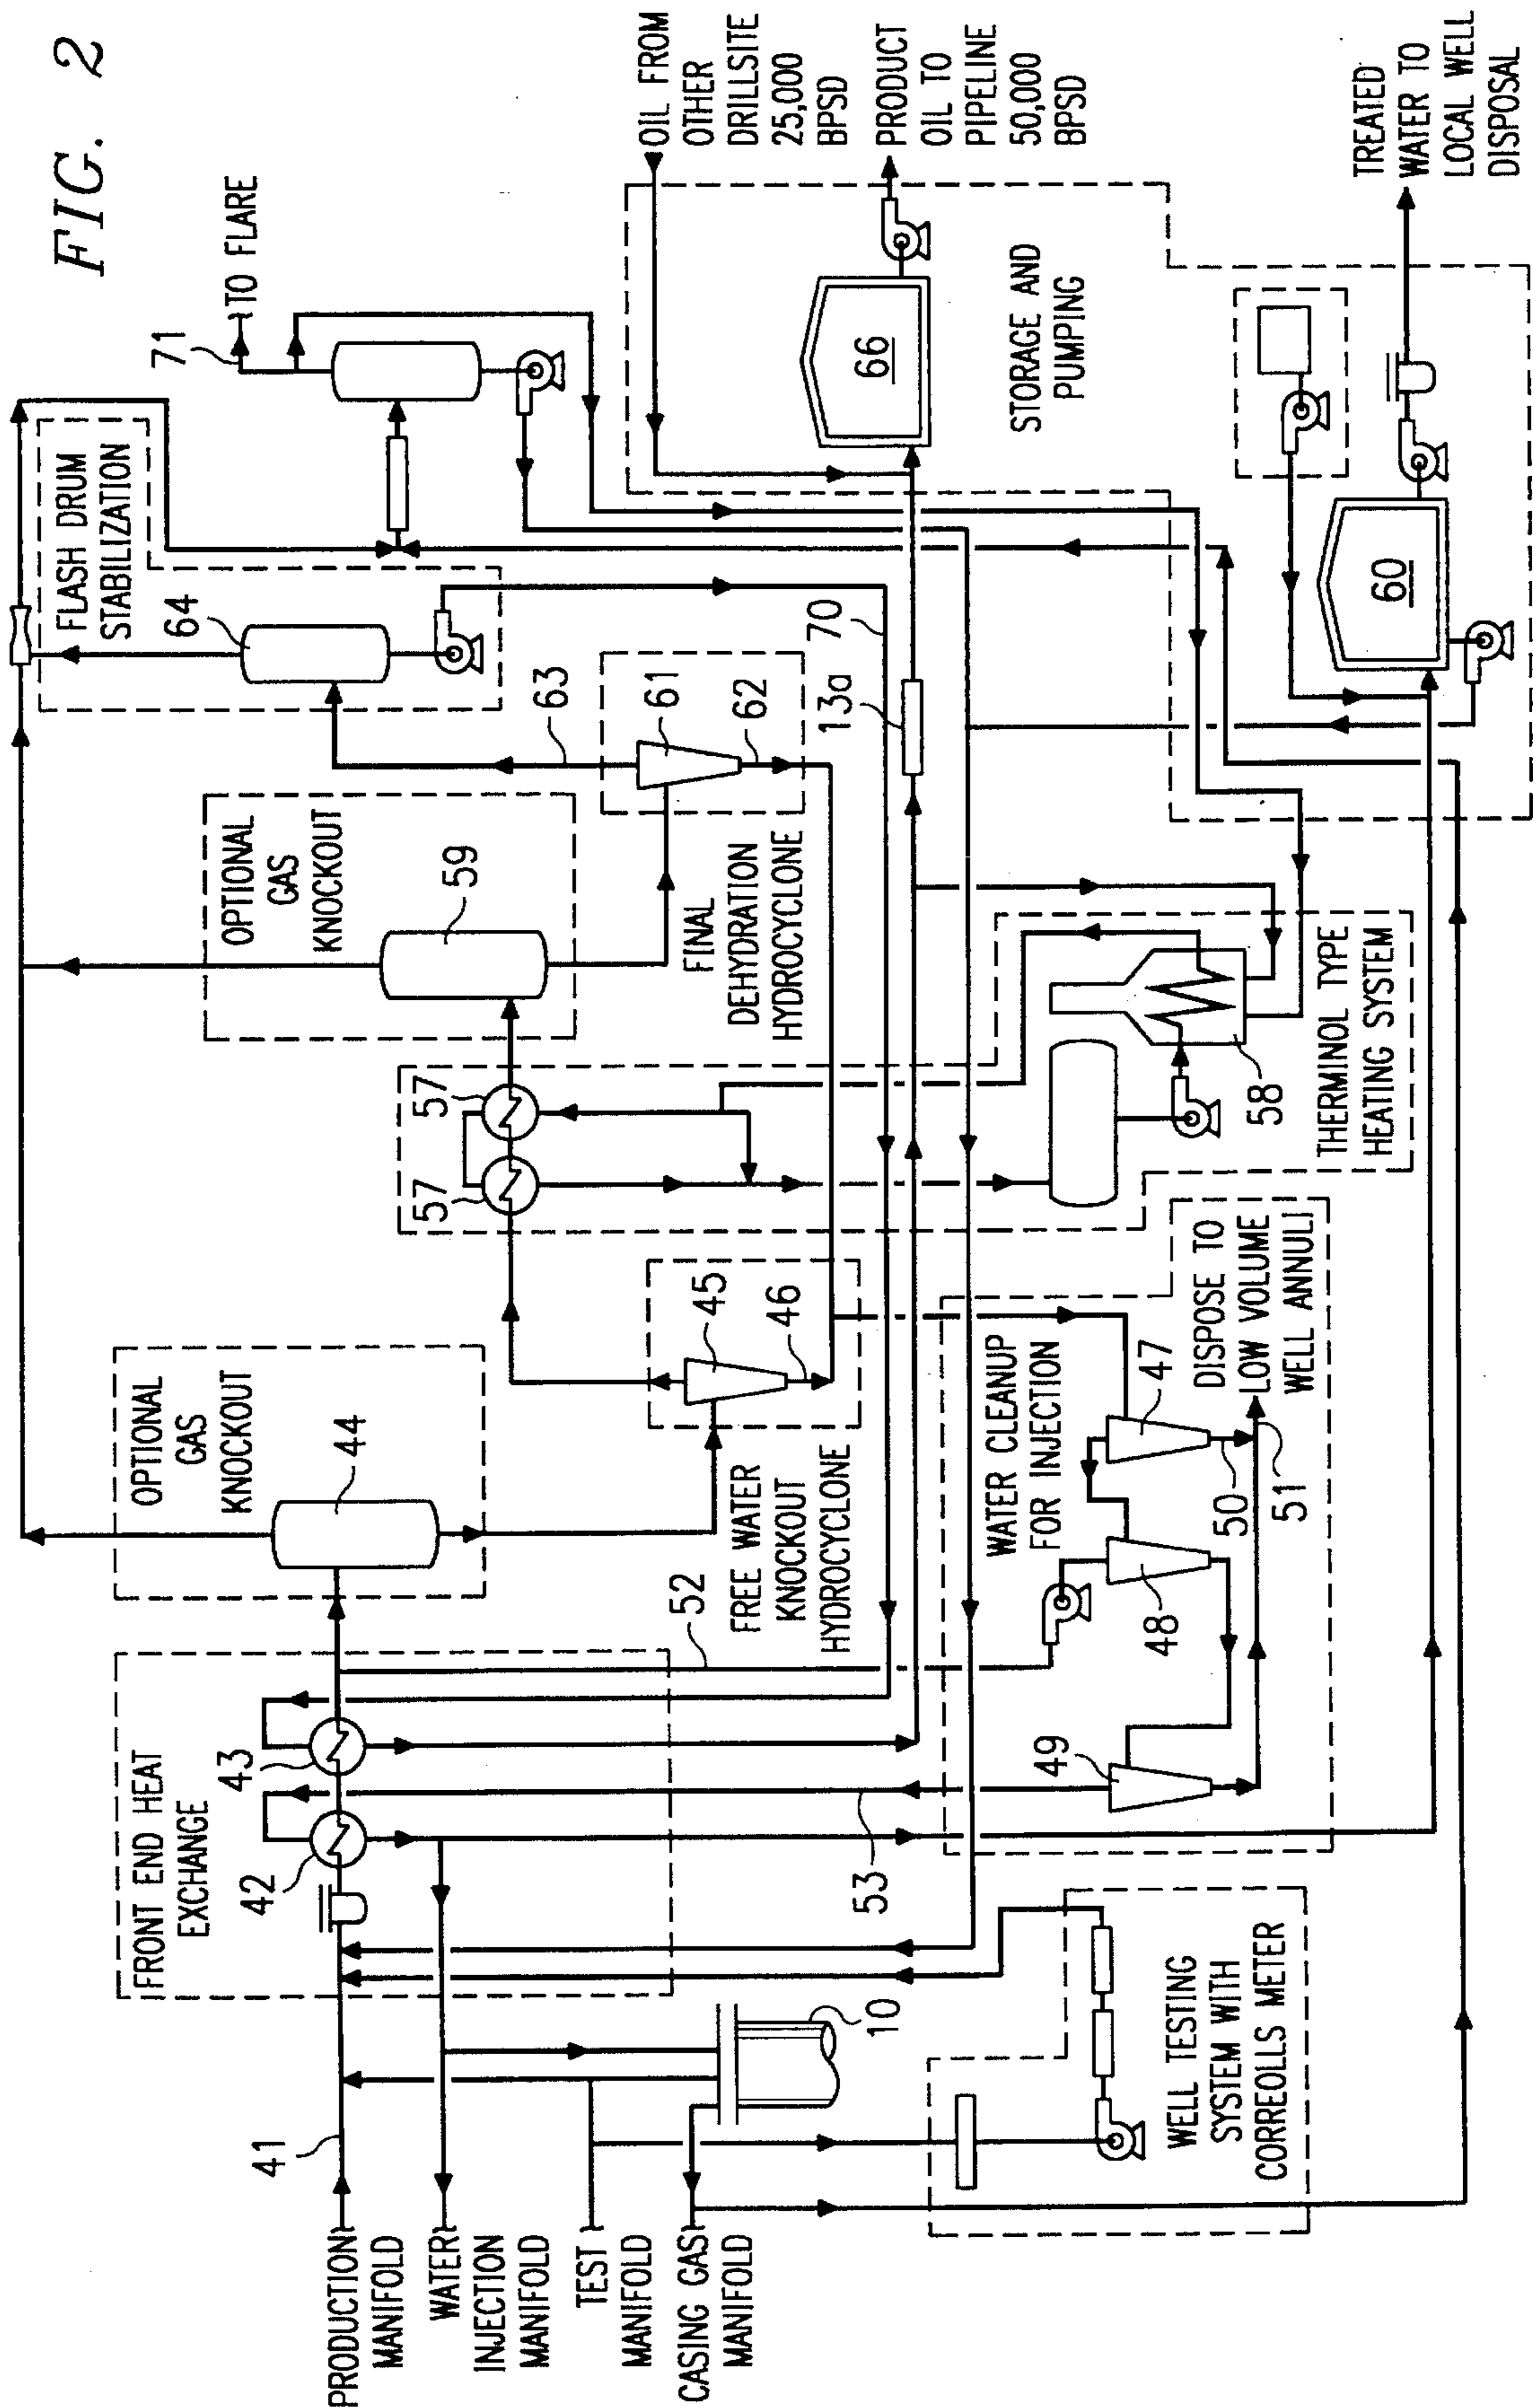 FIG. 2
71
TO FLARE
FLASH DRUM
STABILIZATION
64
OIL FROM
OTHER
DRILLSITE
25,000
BPSD
PRODUCT
OIL TO
PIPELINE
50,000
BPSD
TREATED
WATER TO
LOCAL WELL
DISPOSAL
66
STORAGE AND
PUMPING
60
OPTIONAL
GAS
KNOCKOUT
59
63
61
62
70
13a
FINAL
DEHYDRATION
HYDROCYCLONE
57
57
58
THERMINOL TYPE
HEATING SYSTEM
OPTIONAL
GAS
KNOCKOUT
44
45
46
FREE WATER
KNOCKOUT
HYDROCYCLONE
WATER CLEANUP
FOR INJECTION
47
48
49
50
51
DISPOSE TO
LOW VOLUME
WELL ANNULI
52
53
FRONT END HEAT
EXCHANGE
42
43
41
10
PRODUCTION
MANIFOLD
WATER
INJECTION
MANIFOLD
TEST
MANIFOLD
CASING GAS
MANIFOLD
WELL TESTING
SYSTEM WITH
CORREOLLS METER